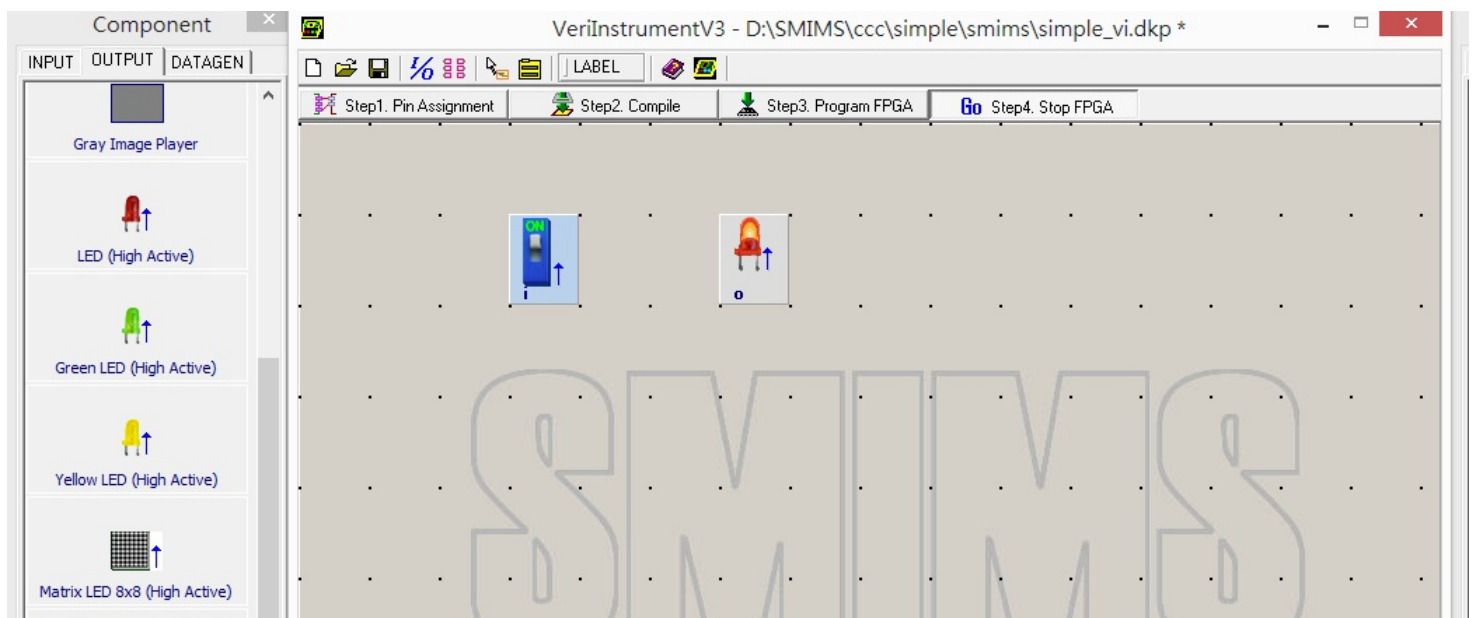 Component
VeriInstrumentV3 - D:\SMIMS\ccc\simple\smims\simple_vi.dkp *
INPUT OUTPUT DATAGEN
I/O LABEL
Step1. Pin Assignment Step2. Compile Step3. Program FPGA Go Step4. Stop FPGA
Gray Image Player
LED (High Active)
Green LED (High Active)
Yellow LED (High Active)
Matrix LED 8x8 (High Active)
ON
i
o
SMIMS